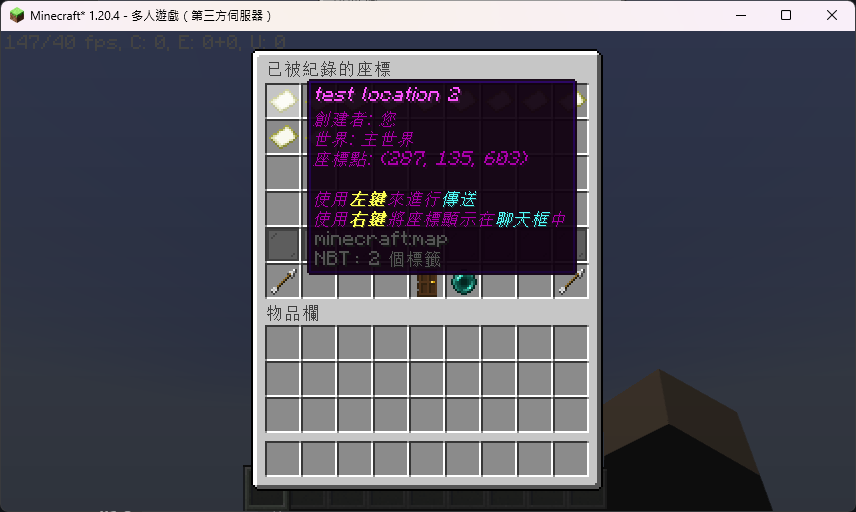 Minecraft* 1.20.4 - 多人遊戲（第三方伺服器）
147/40 fps, C: 0, E: 0+0, U: 0
已被紀錄的座標
test location 2
創建者: 您
世界: 主世界
座標點: (287, 135, 603)
使用左鍵來進行傳送
使用右鍵將座標顯示在聊天框中
minecraft:map
NBT : 2 個標籤
物品欄